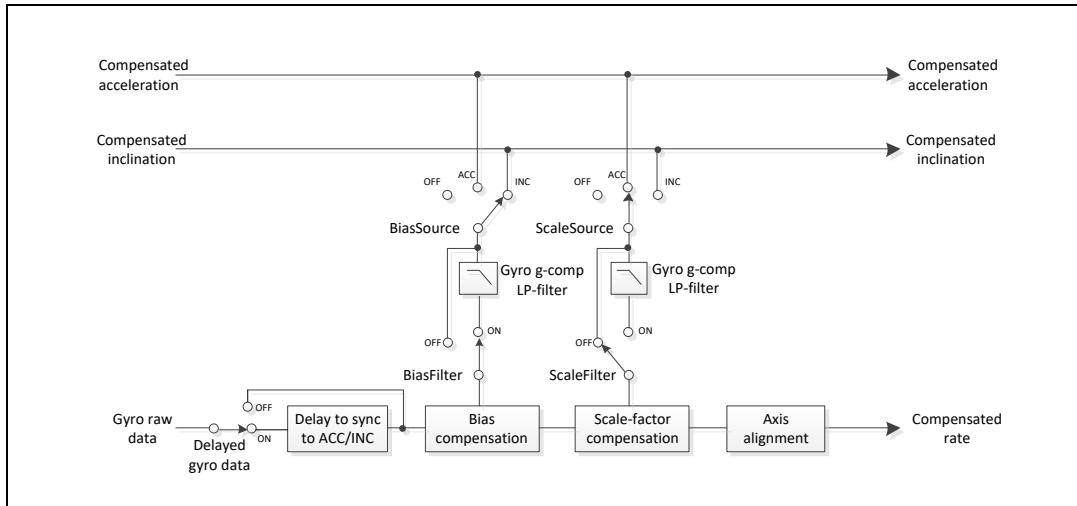 Compensated
acceleration
Compensated
acceleration
Compensated
inclination
Compensated
inclination
OFF
ACC
INC
OFF
ACC
INC
BiasSource
ScaleSource
Gyro g-comp
LP-filter
Gyro g-comp
LP-filter
OFF
ON
OFF
ON
BiasFilter
ScaleFilter
Gyro raw
data
OFF
ON
Delayed
gyro data
Delay to sync
to ACC/INC
Bias
compensation
Scale-factor
compensation
Axis
alignment
Compensated
rate